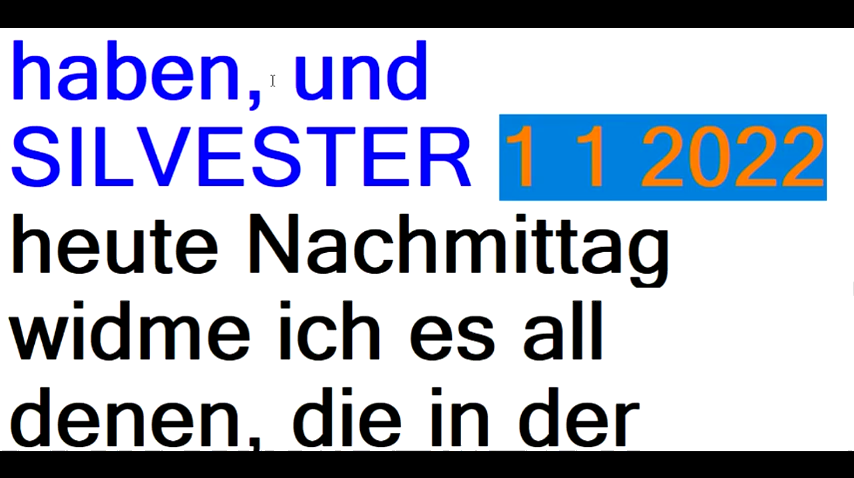 haben, und
SILVESTER 1 1 2022
heute Nachmittag
widme ich es all
denen, die in der